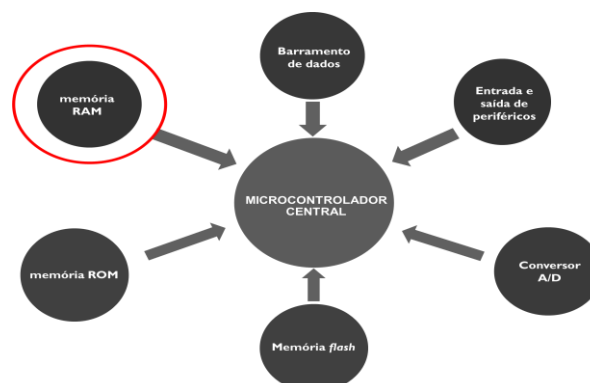 Barramento
de dados
memória
RAM
Entrada e
saída de
periféricos
MICROCONTROLADOR
CENTRAL
memória ROM
Conversor
A/D
Memória flash